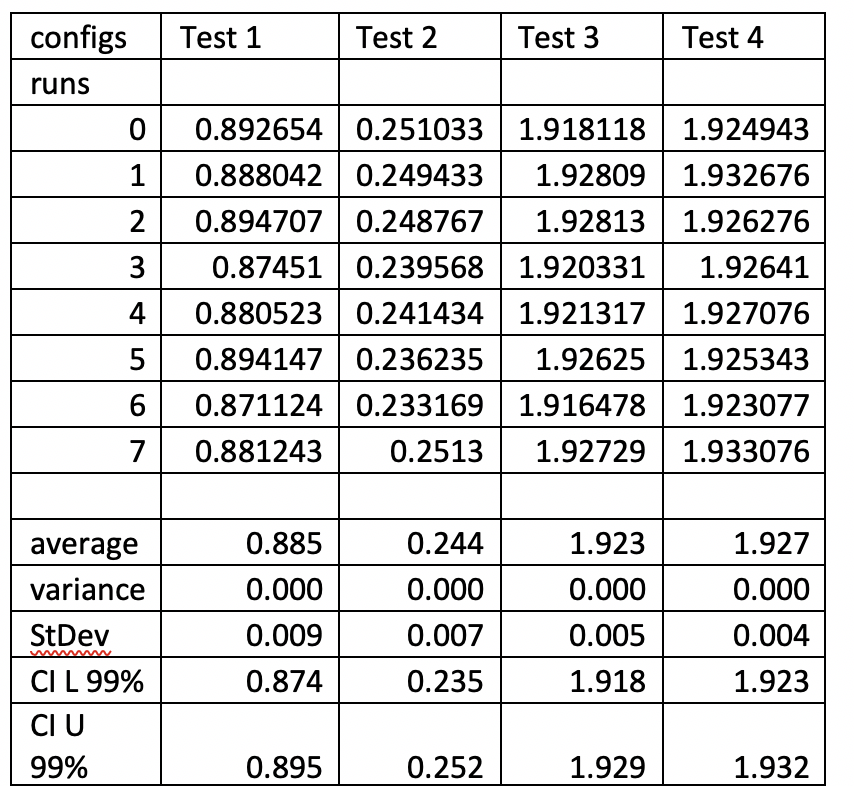 configs Test 1 Test 2 Test 3 Test 4
runs
0 0.892654 0.251033 1.918118 1.924943
1 0.888042 0.249433 1.92809 1.932676
2 0.894707 0.248767 1.92813 1.926276
3 0.87451 0.239568 1.920331 1.92641
4 0.880523 0.241434 1.921317 1.927076
5 0.894147 0.236235 1.92625 1.925343
6 0.871124 0.233169 1.916478 1.923077
7 0.881243 0.2513 1.92729 1.933076
average 0.885 0.244 1.923 1.927
variance 0.000 0.000 0.000 0.000
StDev 0.009 0.007 0.005 0.004
CI L 99% 0.874 0.235 1.918 1.923
CI U
99% 0.895 0.252 1.929 1.932